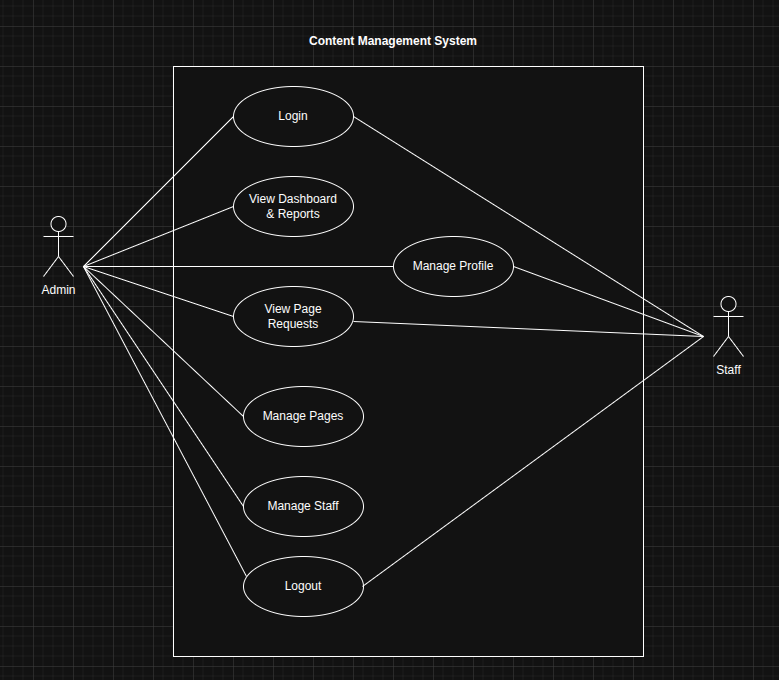 Content Management System
Login
View Dashboard
& Reports
Manage Profile
Admin
View Page
Requests
Staff
Manage Pages
Manage Staff
Logout